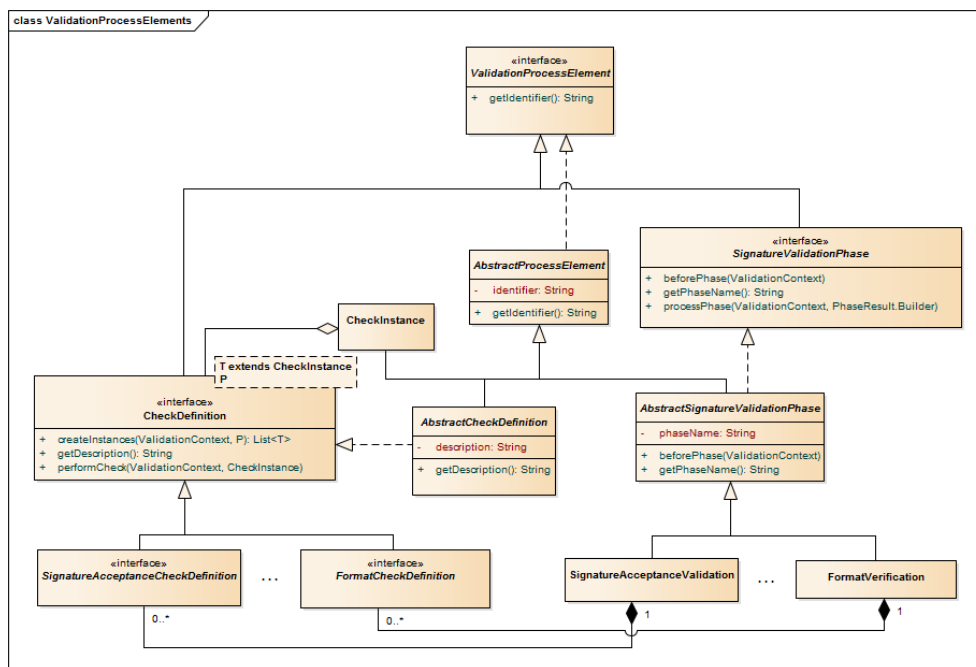 class ValidationProcessElements
«interface»
ValidationProcessElement
+ getIdentifier(): String
«interface»
SignatureValidationPhase
+ beforePhase(ValidationContext)
+ getPhaseName(): String
+ processPhase(ValidationContext, PhaseResult.Builder)
AbstractProcessElement
- identifier: String
+ getIdentifier(): String
CheckInstance
T extends CheckInstance
P
«interface»
CheckDefinition
+ createInstances(ValidationContext, P): List<T>
+ getDescription(): String
+ performCheck(ValidationContext, CheckInstance)
AbstractCheckDefinition
- description: String
+ getDescription(): String
AbstractSignatureValidationPhase
- phaseName: String
+ beforePhase(ValidationContext)
+ getPhaseName(): String
«interface»
SignatureAcceptanceCheckDefinition
...
«interface»
FormatCheckDefinition
SignatureAcceptanceValidation
...
FormatVerification
0..*
0..*
1
1